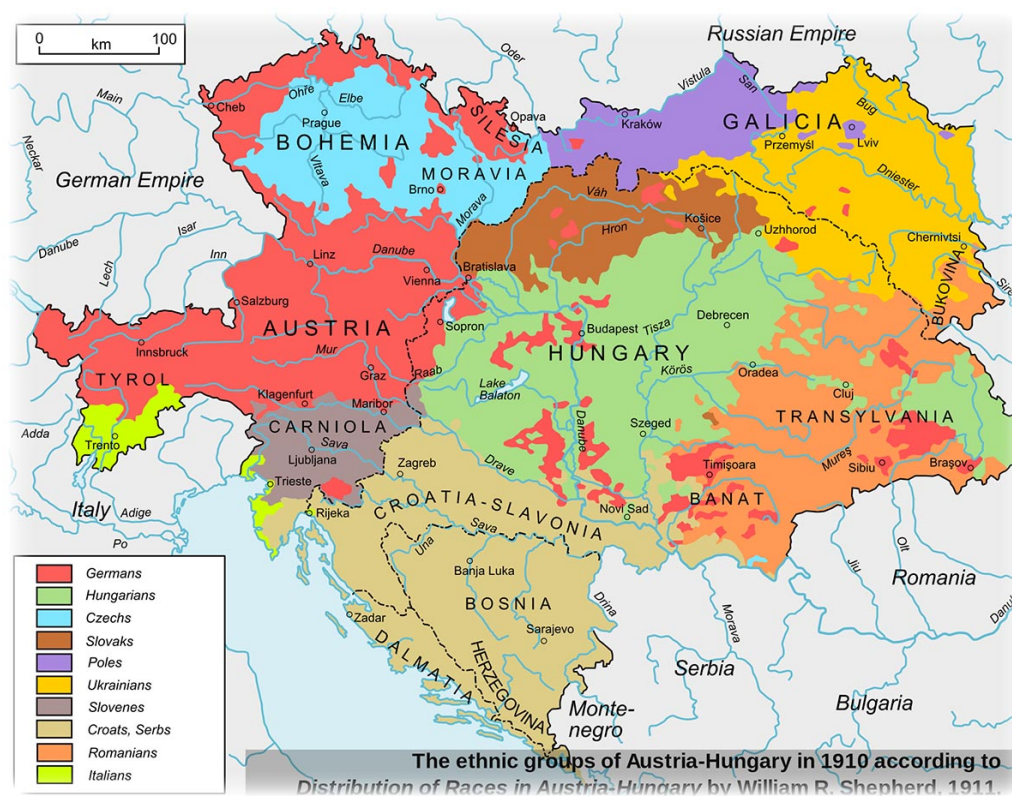 0 100
km
Russian Empire
Oder
Vistula
San
Bug
Main
Cheb
Ohře
Elbe
Prague
Opava
SILESIA
Kraków
GALICIA
Przemyśl
Lviv
Neckar
BOHEMIA
Vltava
MORAVIA
Brno
Morava
German Empire
Dniester
Váh
Hron
Košice
Uzhhorod
Chernivtsi
BUKOVINA
Danube
Lech
Isar
Inn
Linz
Danube
Vienna
Bratislava
Salzburg
AUSTRIA
Sopron
Budapest
Tisza
Debrecen
HUNGARY
Innsbruck
Mur
Graz
Raab
Körös
Oradea
TYROL
Klagenfurt
Maribor
Lake
Balaton
Cluj
Adda
Trento
CARNIOLA
Sava
Ljubljana
Danube
Szeged
TRANSYLVANIA
Mureș
Sibiu
Brașov
Zagreb
Drave
Timișoara
Trieste
BANAT
Italy
Adige
Po
Rijeka
CROATIA-SLAVONIA
Sava
Novi Sad
Una
Banja Luka
Olt
Jiu
Romania
BOSNIA
Drina
Morava
Zadar
Sarajevo
DALMATIA
HERZEGOVINA
Serbia
Monte-
negro
Bulgaria
Germans
Hungarians
Czechs
Slovaks
Poles
Ukrainians
Slovenes
Croats, Serbs
Romanians
Italians
The ethnic groups of Austria-Hungary in 1910 according to
Distribution of Races in Austria-Hungary by William R. Shepherd, 1911.